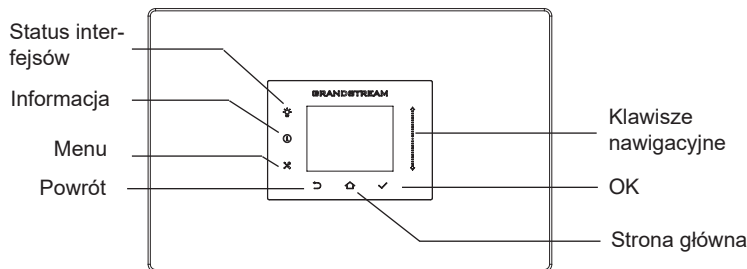 Status inter-
fejsów
Informacja
Menu
Powrót
GRANDSTREAM
Klawisze
nawigacyjne
OK
Strona główna